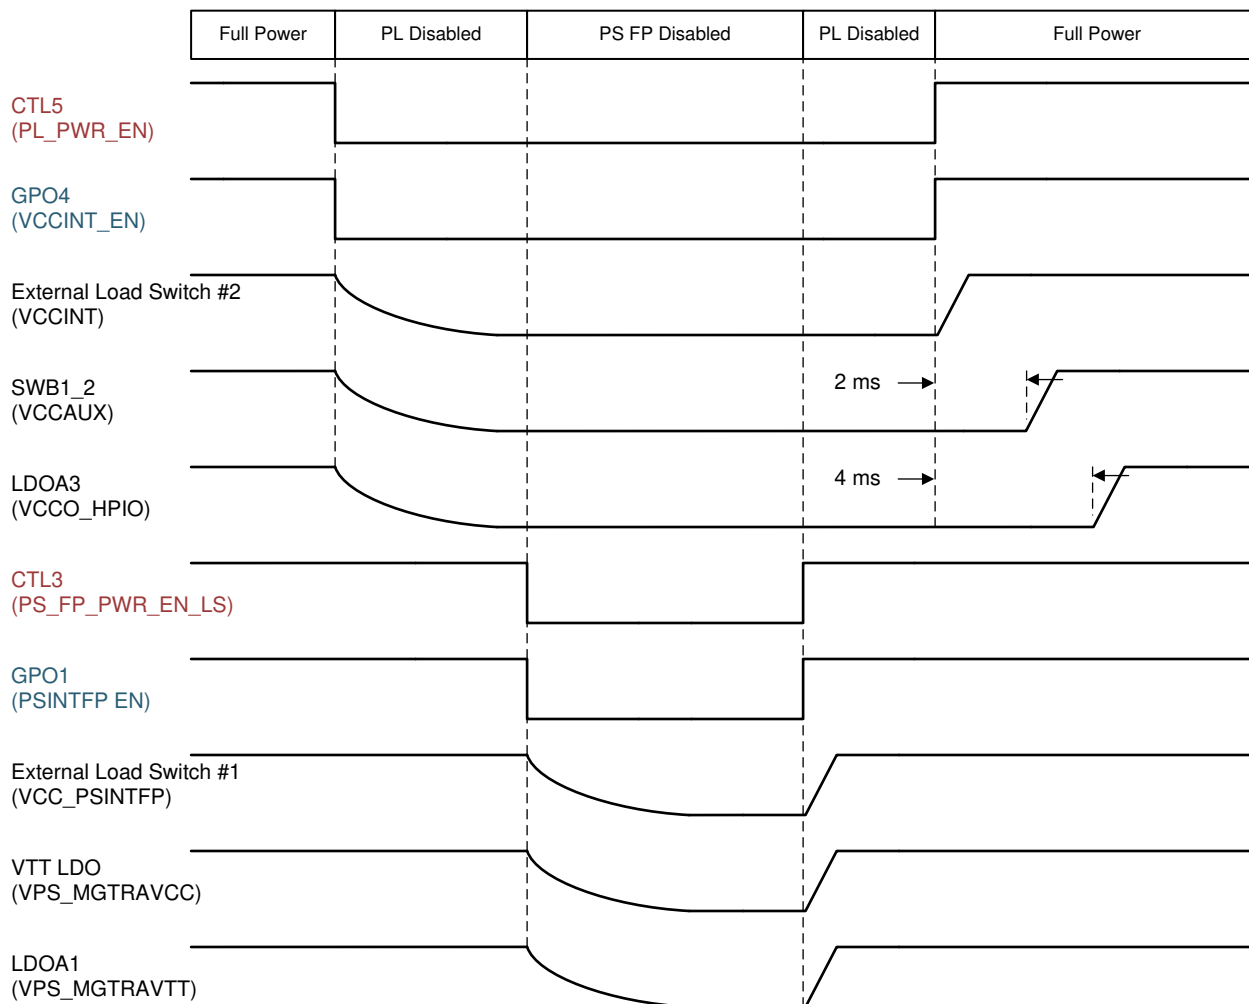 Full Power
PL Disabled
PS FP Disabled
PL Disabled
Full Power
CTL5
(PL_PWR_EN)
GPO4
(VCCINT_EN)
External Load Switch #2
(VCCINT)
SWB1_2
(VCCAUX)
2 ms
LDOA3
(VCCO_HPIO)
4 ms
CTL3
(PS_FP_PWR_EN_LS)
GPO1
(PSINTFP EN)
External Load Switch #1
(VCC_PSINTFP)
VTT LDO
(VPS_MGTRAVCC)
LDOA1
(VPS_MGTRAVTT)